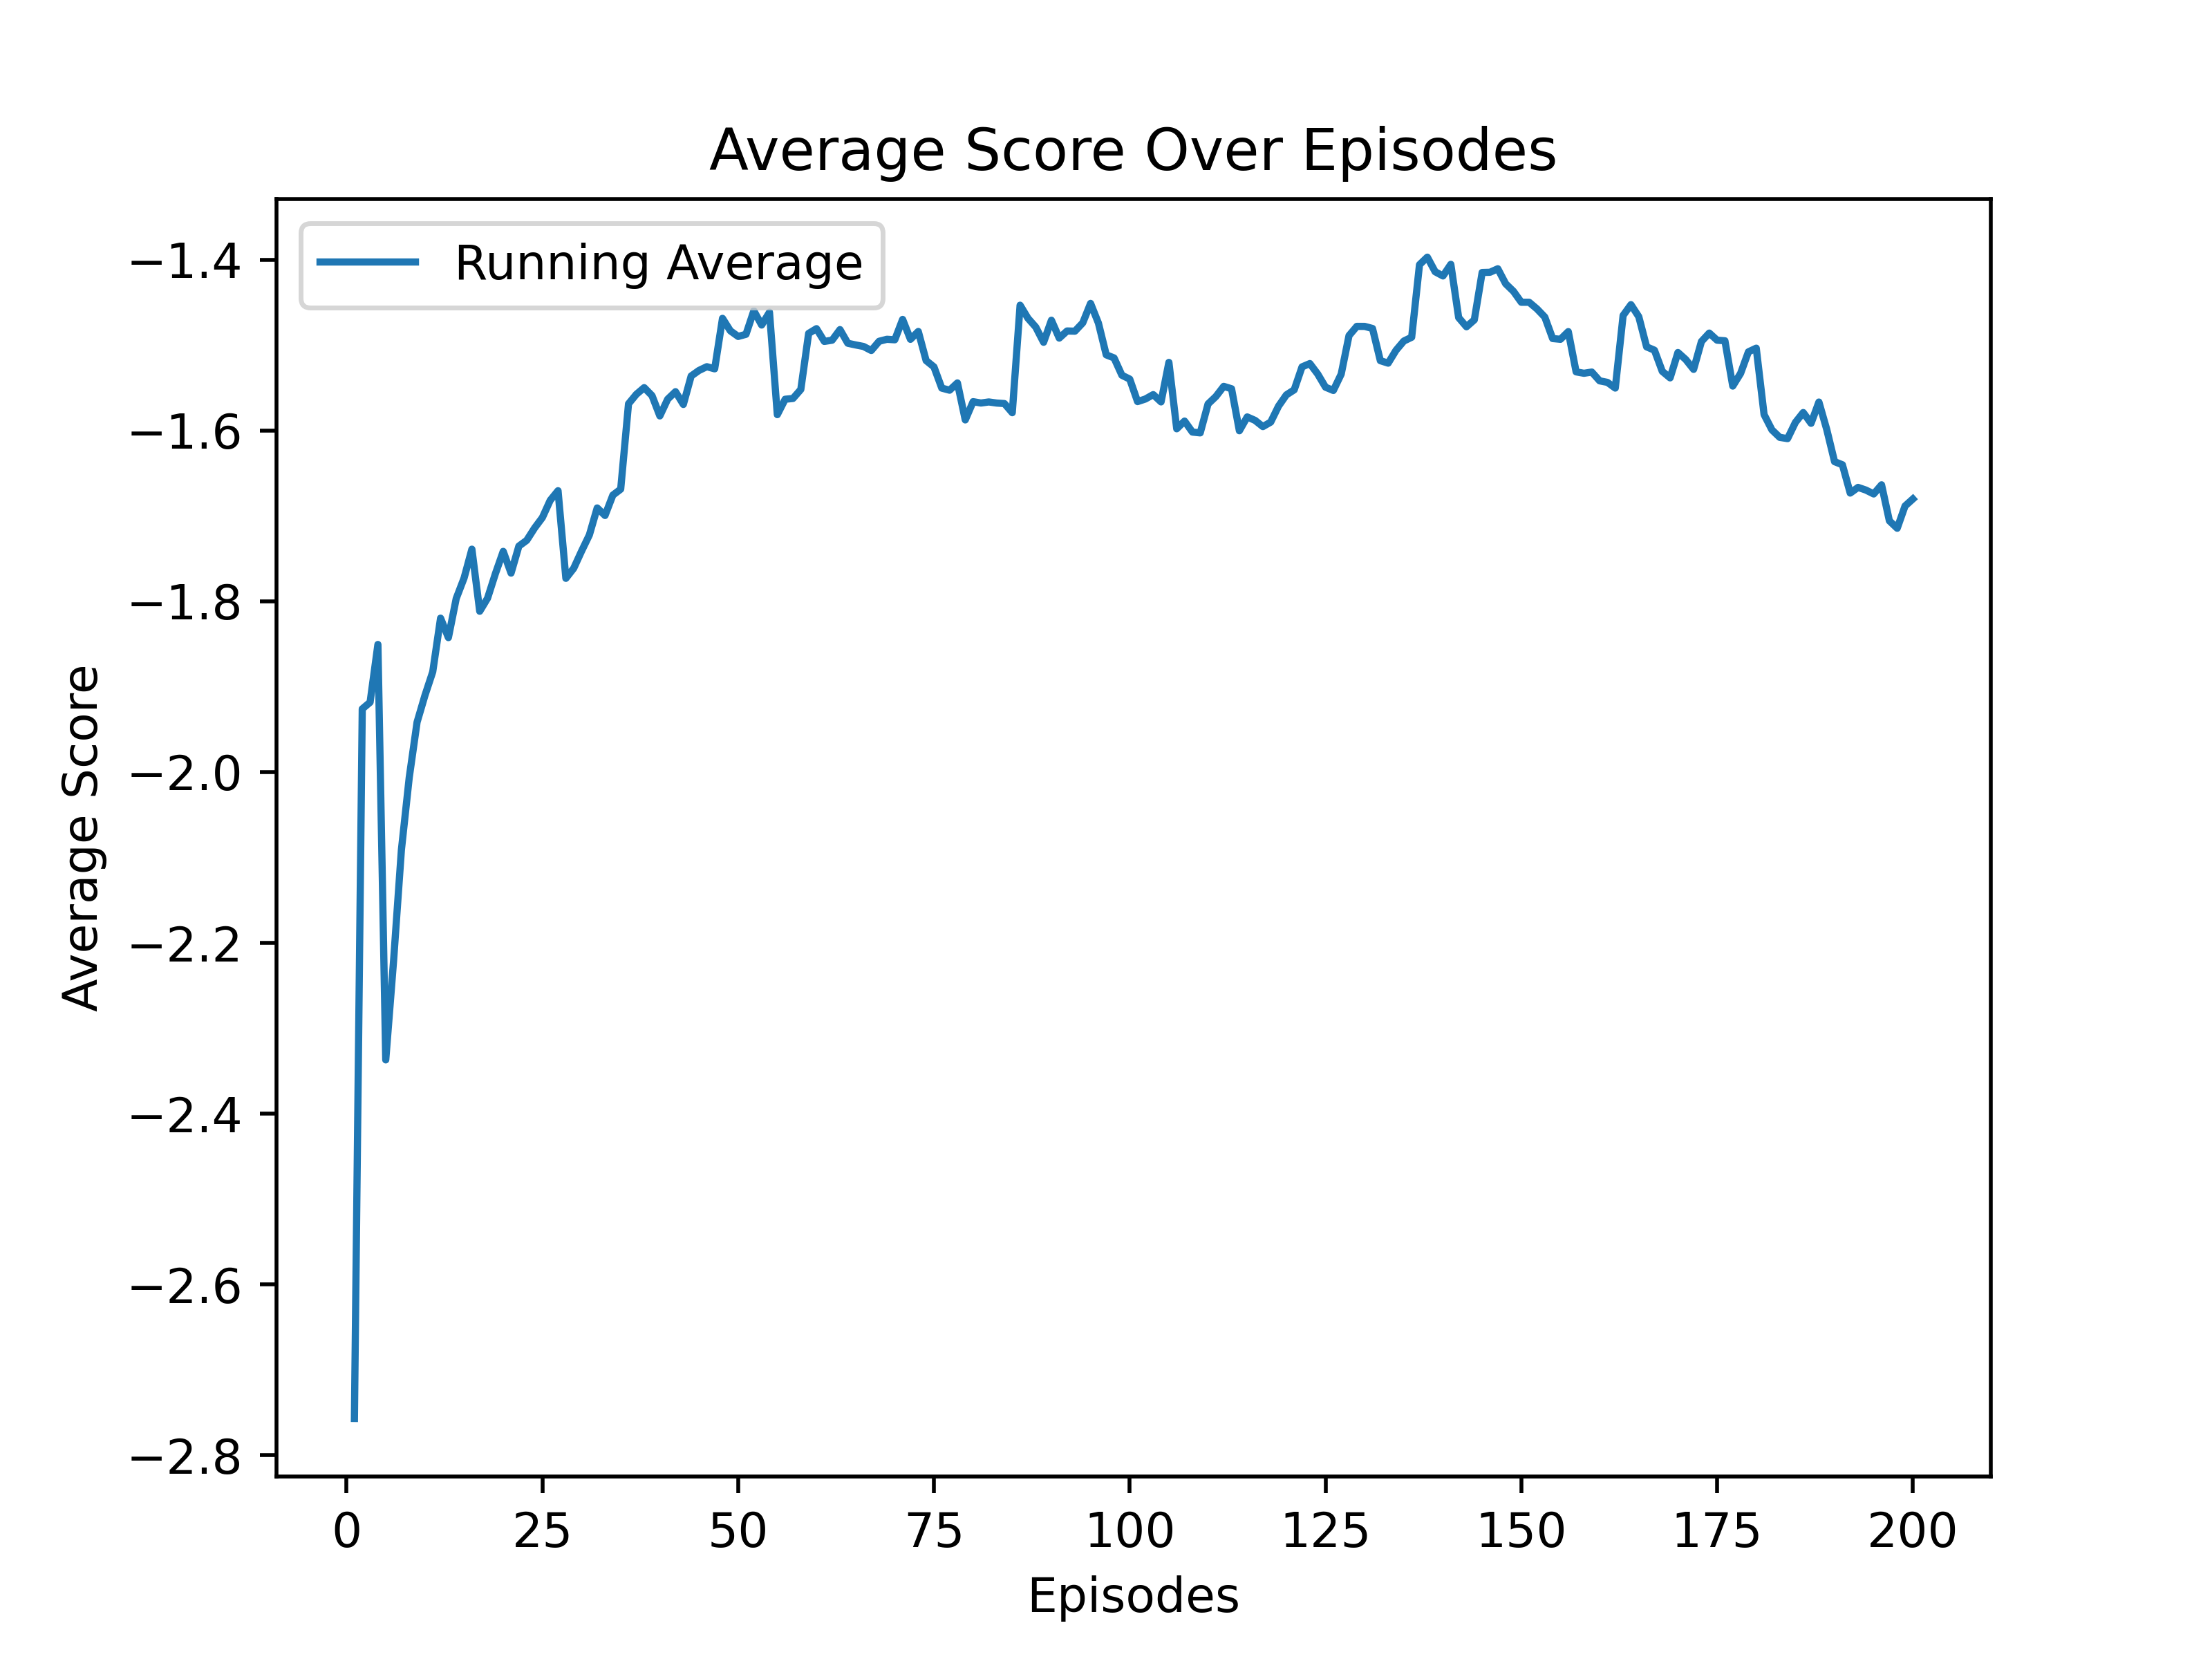 Average Score Over Episodes
Running Average
Average Score
−1.4
−1.6
−1.8
−2.0
−2.2
−2.4
−2.6
−2.8
0 25 50 75 100 125 150 175 200
Episodes